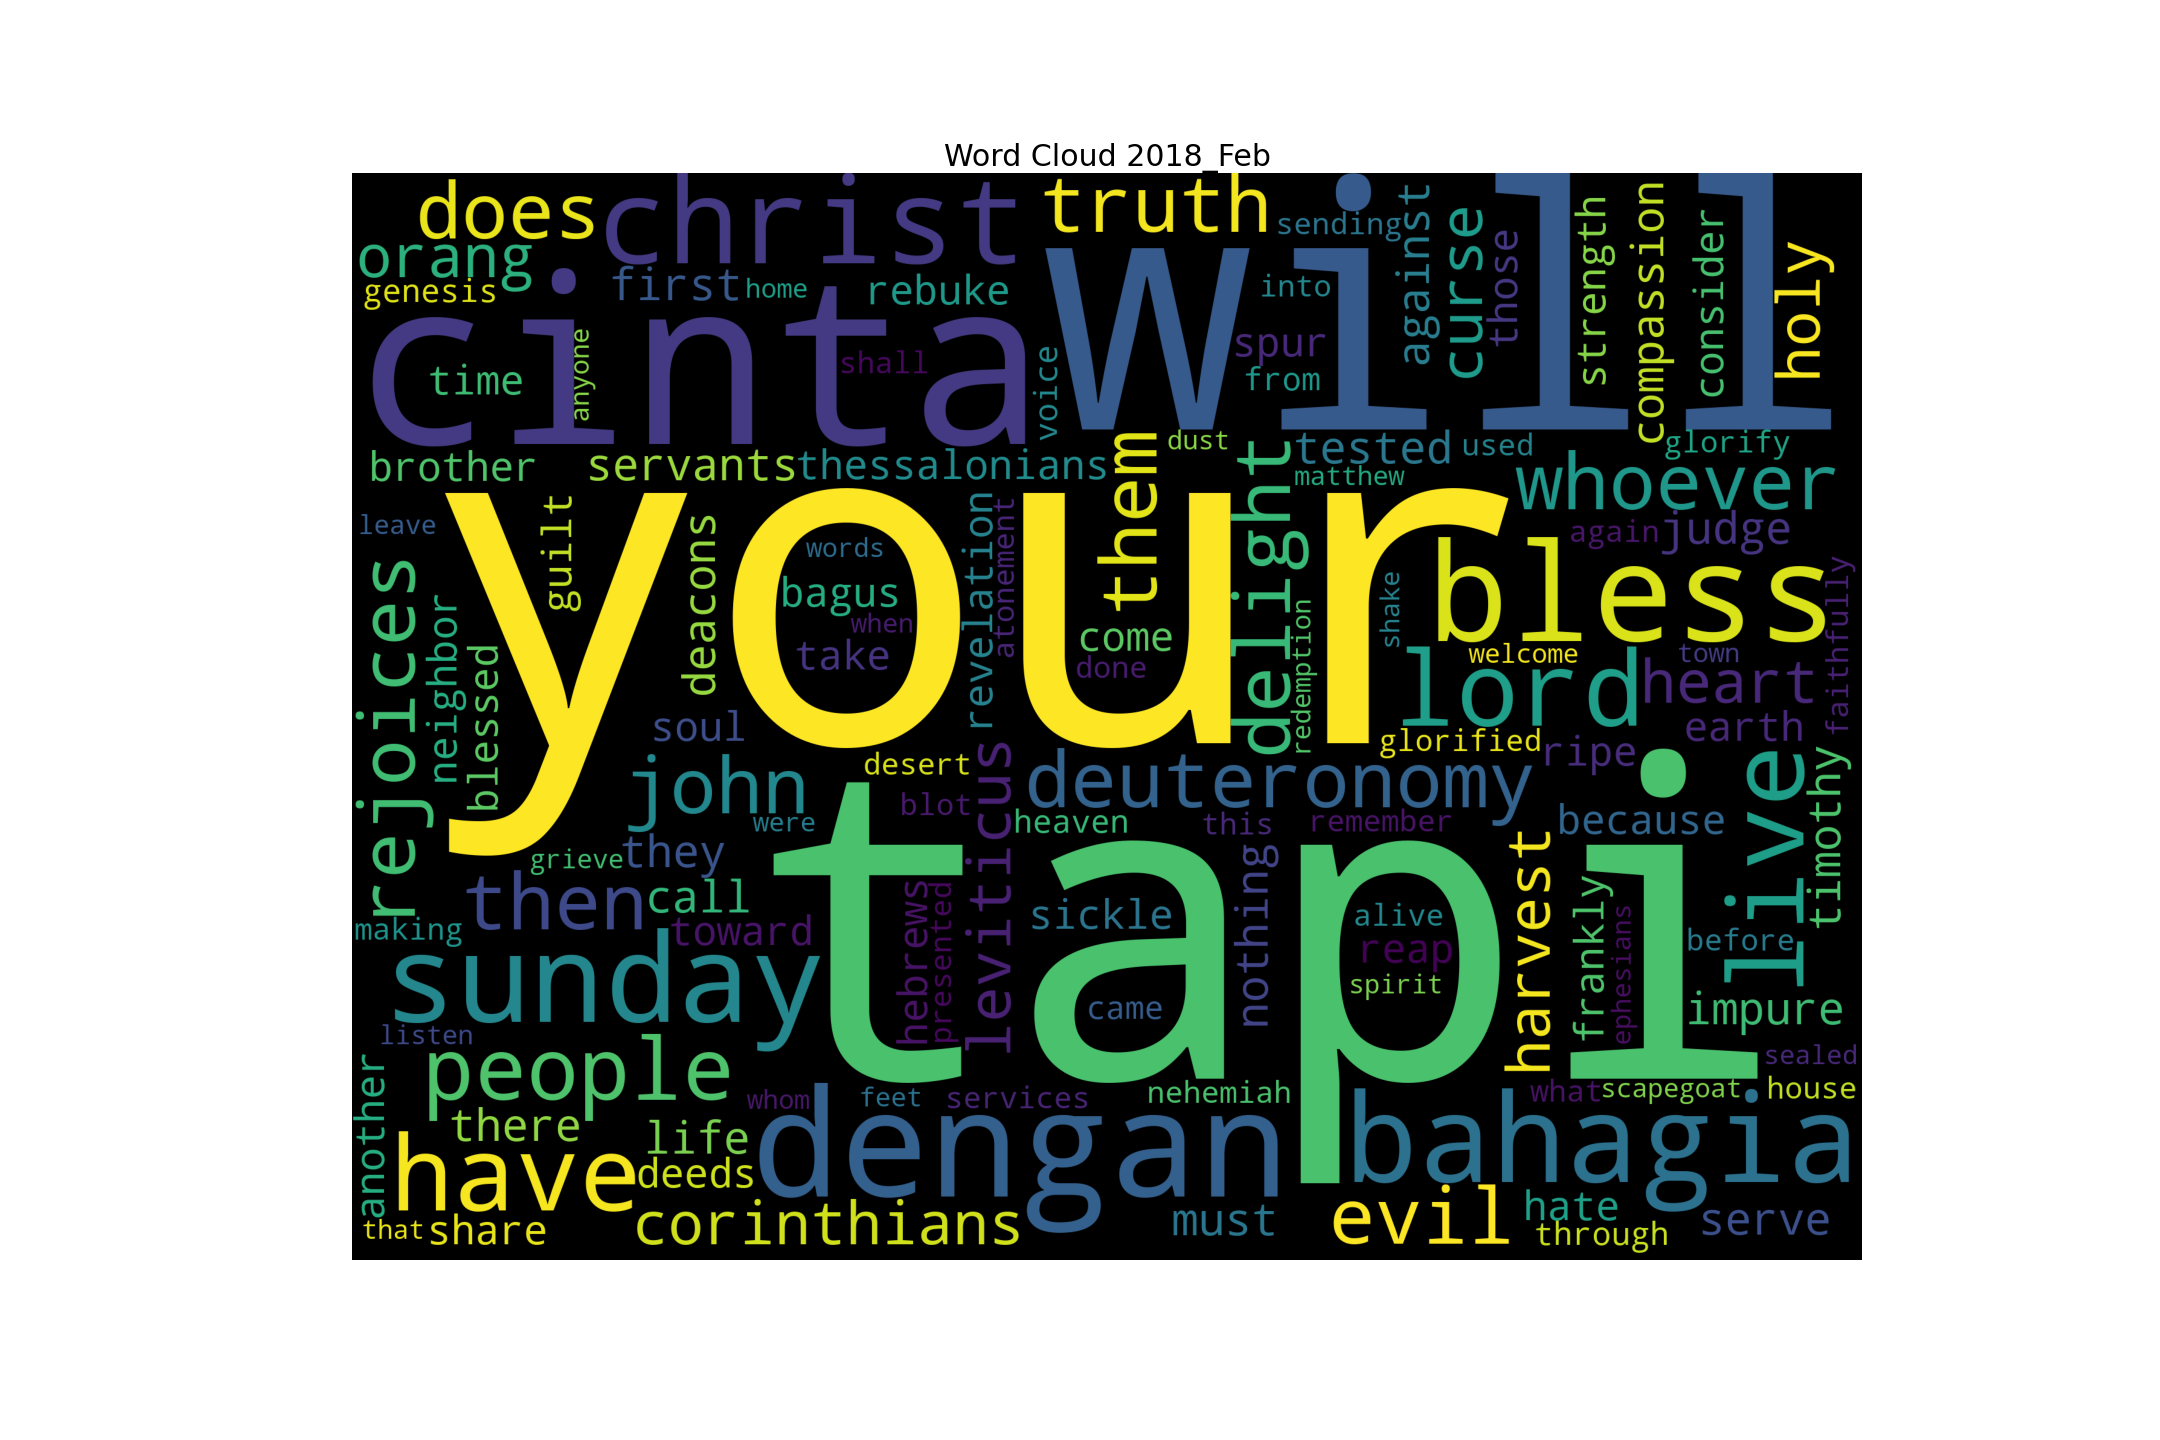 Word Cloud 2018_Feb
does
christ
truth
will
sending
against
curse
those
strength
compassion
consider
holy
orang
genesis
first
home
rebuke
into
cinta
time
anyone
shall
voice
spur
from
brother
servants
thessalonians
them
dust
delight
tested
used
matthew
glorify
whoever
leave
your
guilt
deacons
words
bagus
when
take
revelation
atonement
come
done
redemption
shake
again
judge
bless
welcome
town
faithfully
rejoices
neighbor
blessed
soul
lord
heart
earth
glorified
ripe
john
desert
blot
were
leviticus
deuteronomy
heaven
this
remember
because
live
timothy
grieve
they
tapi
then
call
making
toward
hebrews
presented
sickle
nothing
alive
reap
spirit
harvest
frankly
ephesians
before
impure
sunday
came
listen
people
another
there
whom
feet
services
nehemiah
what
scapegoat
sealed
house
life
have
deeds
dengan
bahagia
that
share
corinthians
must
evil
hate
through
serve